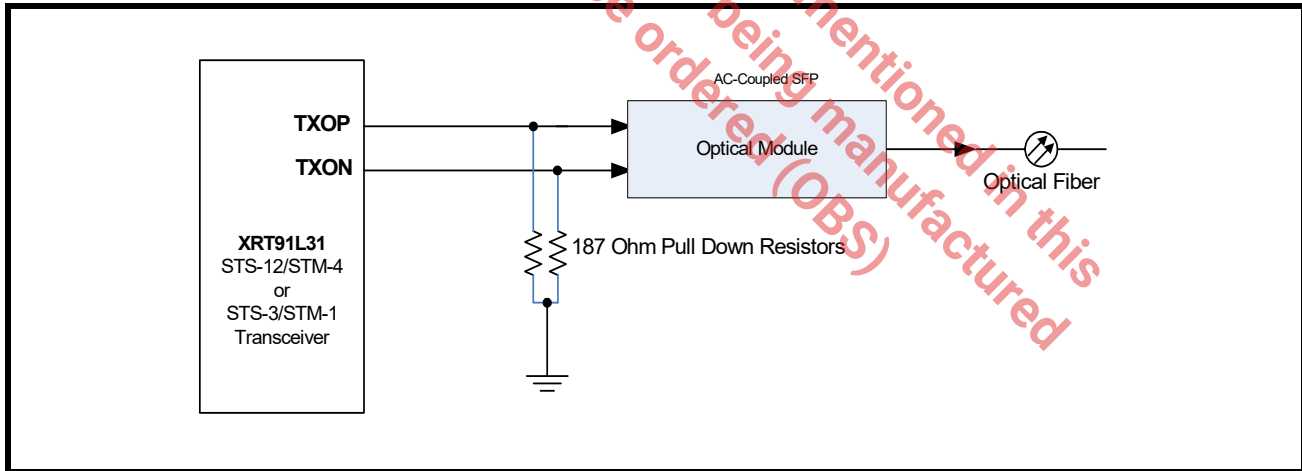 AC-Coupled SFP
TXOP
TXON
Optical Module
Optical Fiber
XRT91L31
STS-12/STM-4
or
STS-3/STM-1
Transceiver
187 Ohm Pull Down Resistors
mentioned in this
being manufactured
ordered (OBS)